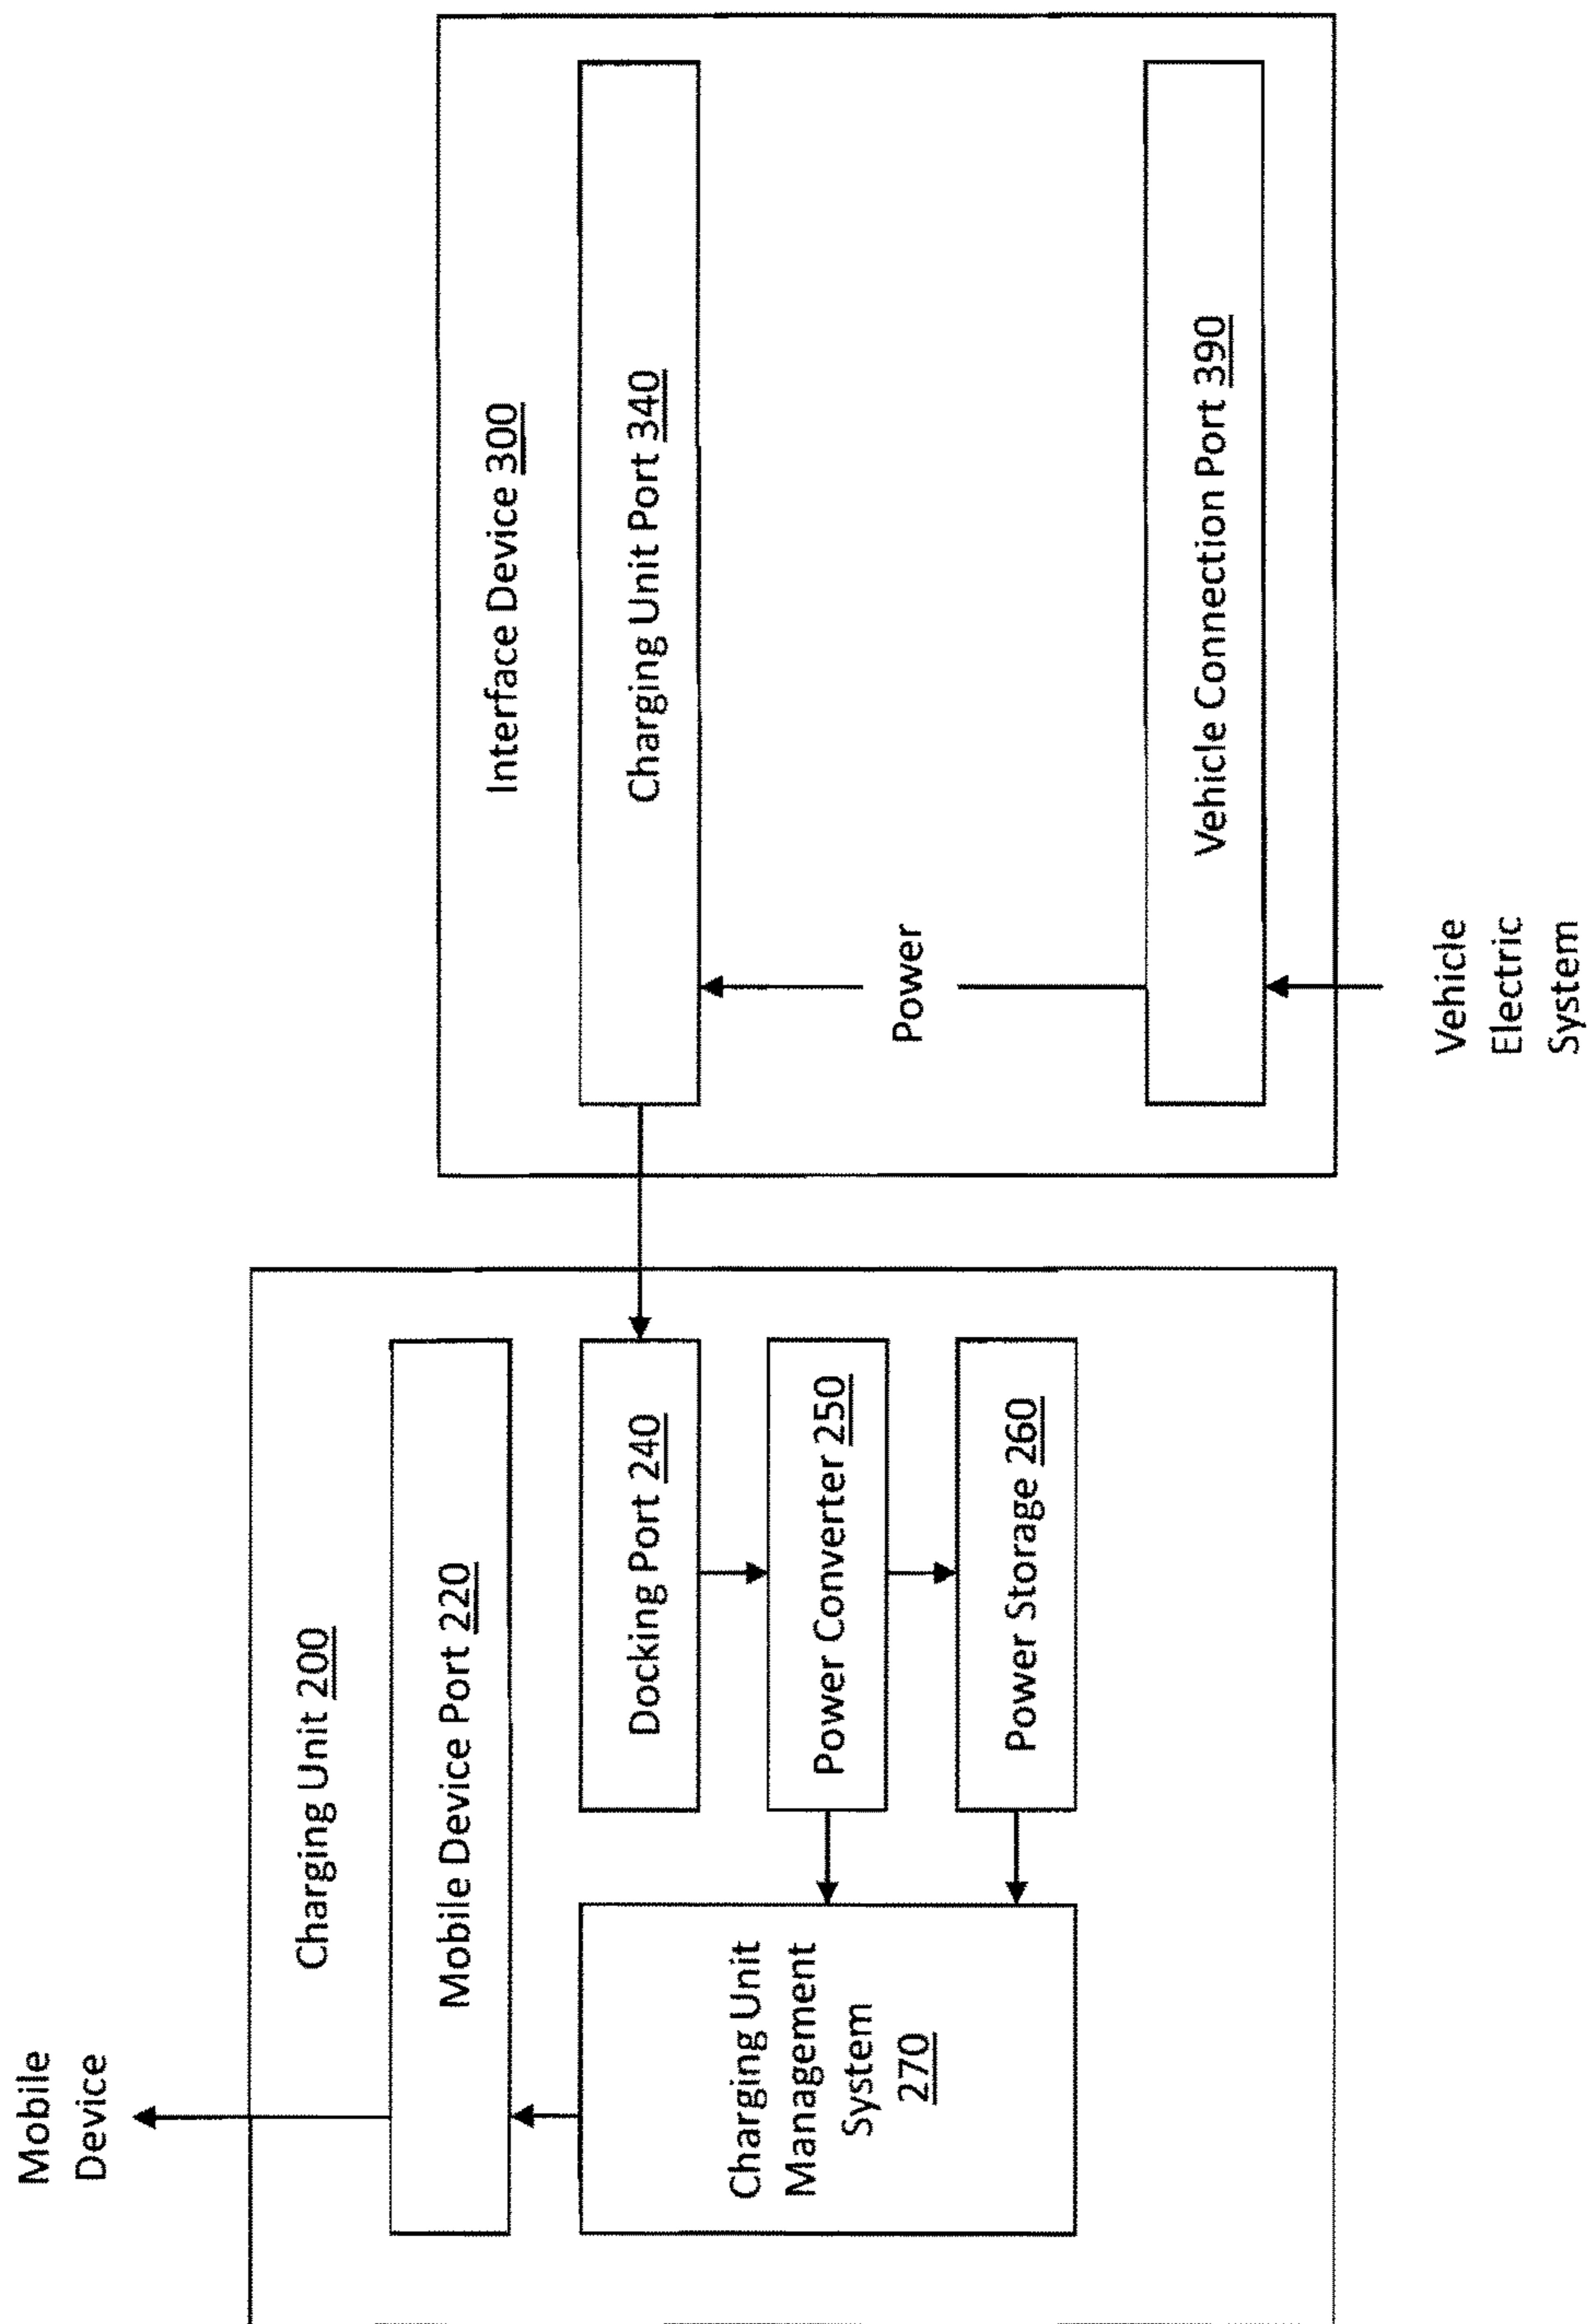 Mobile
Device
Charging Unit 200
Mobile Device Port 220
Docking Port 240
Power Converter 250
Power Storage 260
Charging Unit
Management
System
270
Interface Device 300
Charging Unit Port 340
Power
Vehicle Connection Port 390
Vehicle
Electric
System